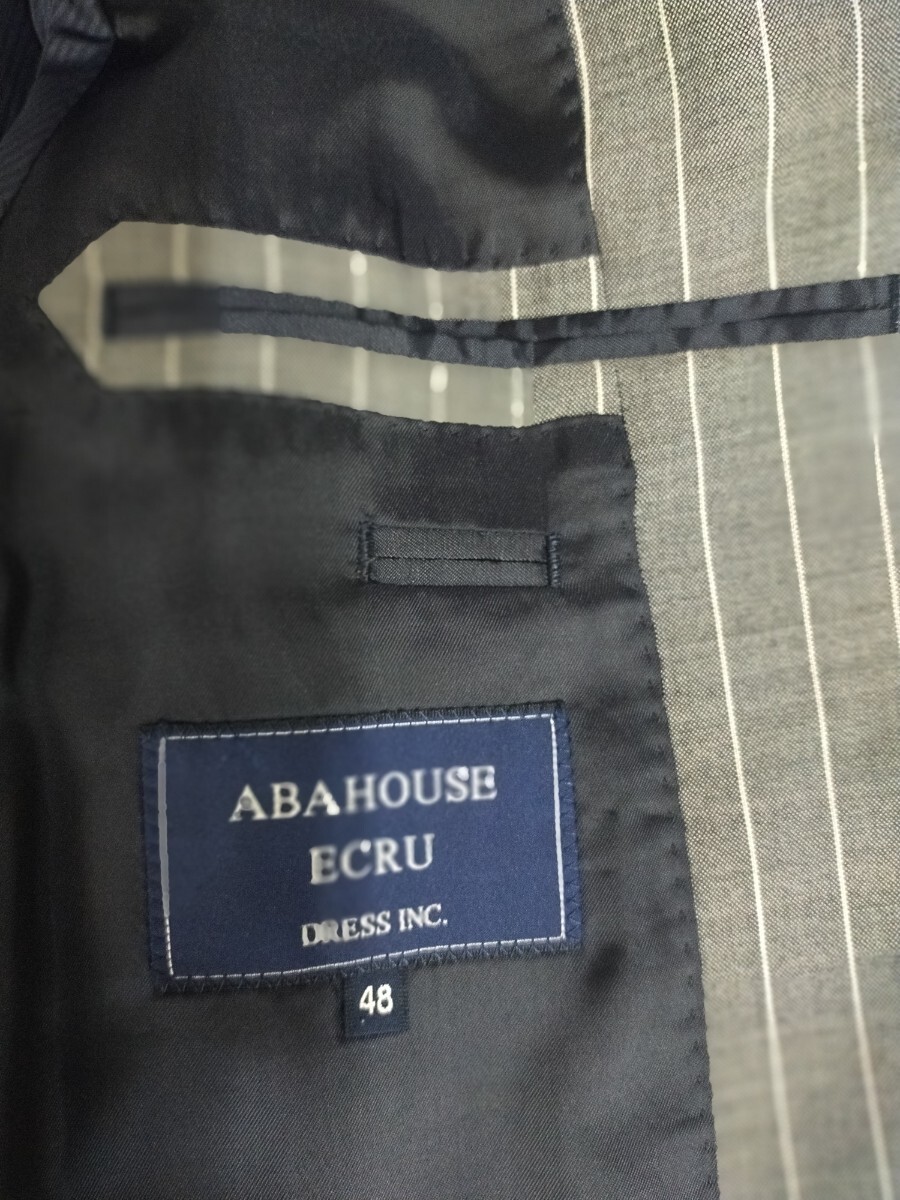 ABAHOUSE
ECRU
DRESS INC.
48